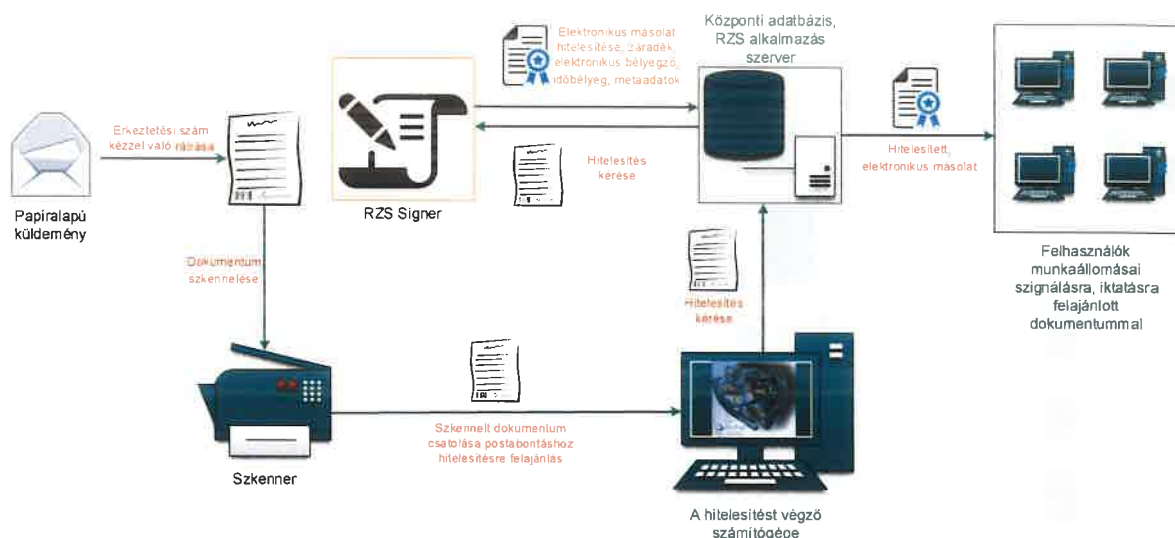 Központi adatbázis,
RZS alkalmazás
szerver
Elektronikus másolat
hitelesítése, záradék,
elektronikus bélyegző,
időbélyeg, metaadatok
Érkeztetési szám
kézzel való ráírása
Hitelesítés
kérése
Hitelesített,
elektronikus másolat
Papíralapú
küldemény
RZS Signer
Dokumentum
szkennelése
Hitelesítés
kérése
Felhasználók
munkaállomásai
szignálásra, iktatásra
felajánlott
dokumentummal
Szkennelt dokumentum
csatolása postabontáshoz
hitelesítésre felajánlás
Szkenner
A hitelesítést végző
számítógépe